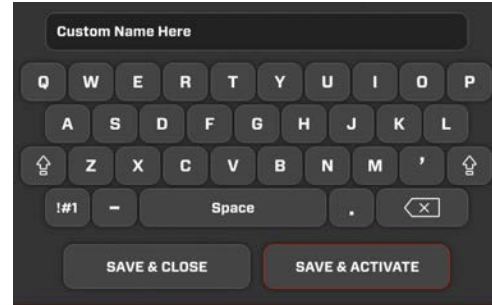 Custom Name Here
Q W E R T Y U I O P
A S D F G H J K L
Z X C V B N M '
!#1 - Space .
SAVE & CLOSE SAVE & ACTIVATE